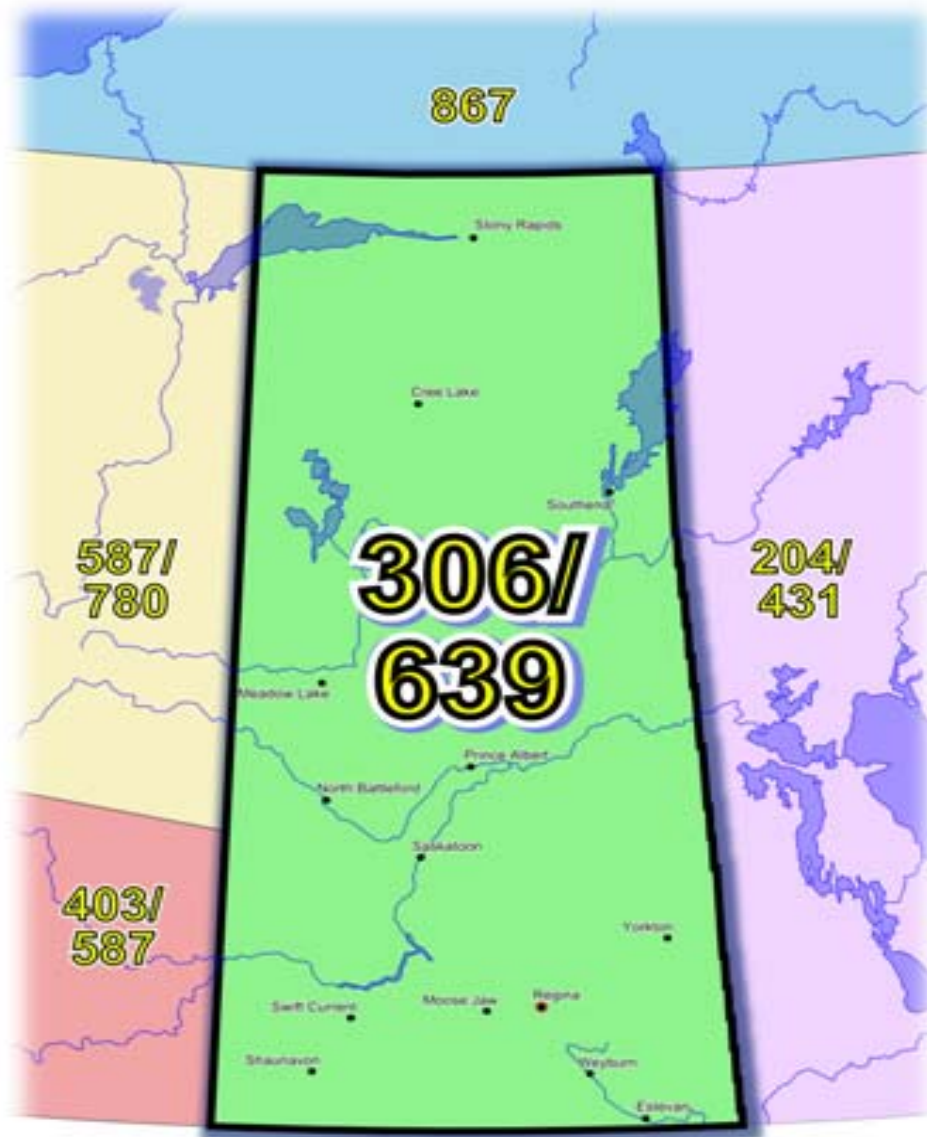 867
Stony Rapids
Cree Lake
Southend
587/
780
306/
639
204/
431
Meadow Lake
Prince Albert
North Battleford
Saskatoon
403/
587
Yorkton
Swift Current
Moose Jaw
Regina
Shaunavon
Weyburn
Estevan